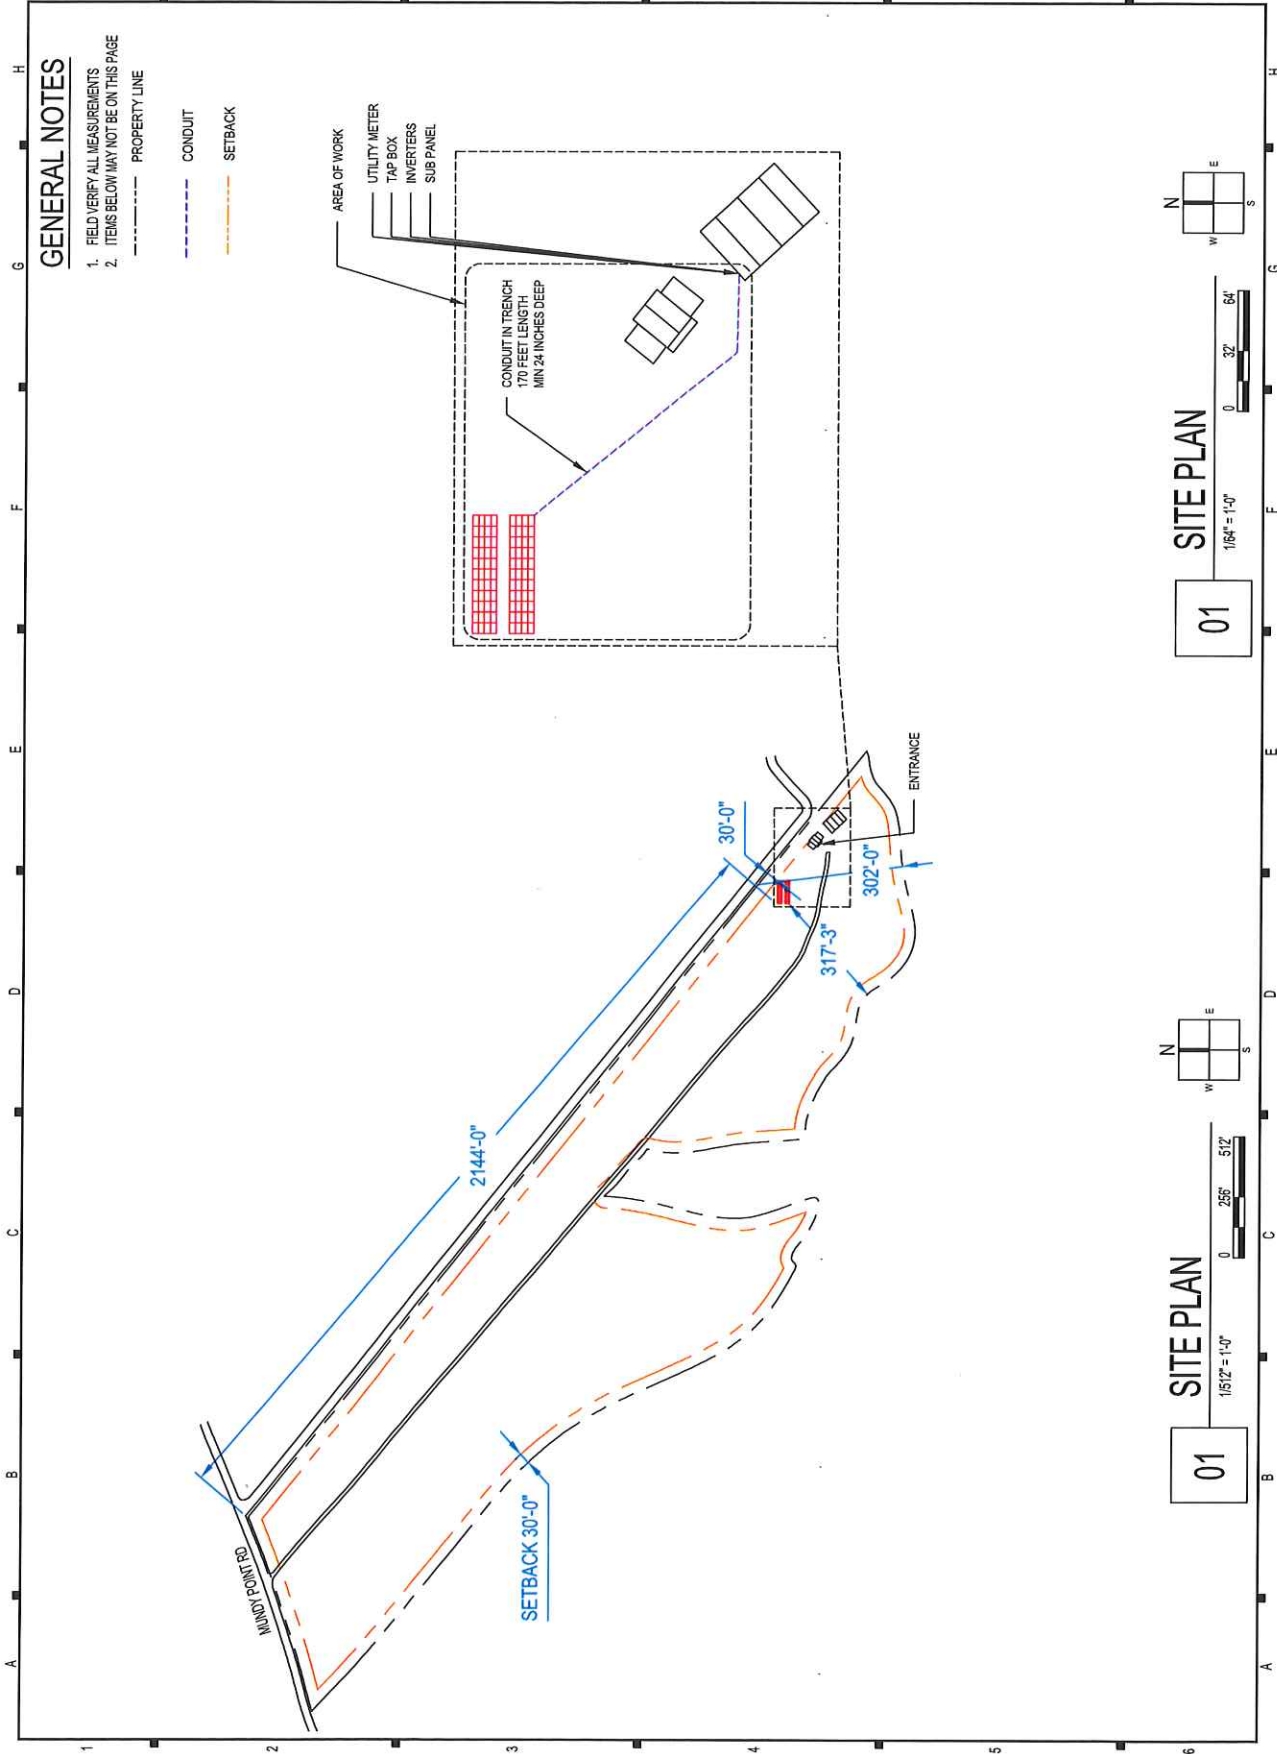 A
B
C
D
E
F
G
H
GENERAL NOTES
1. FIELD VERIFY ALL MEASUREMENTS
2. ITEMS BELOW MAY NOT BE ON THIS PAGE
PROPERTY LINE
CONDUIT
SETBACK
AREA OF WORK
UTILITY METER
TAP BOX
INVERTERS
SUB PANEL
CONDUIT IN TRENCH
170 FEET LENGTH
MIN 24 INCHES DEEP
MUNDY POINT RD
2144'-0"
30'-0"
302'-0"
317'-3"
ENTRANCE
SETBACK 30'-0"
1
2
3
4
5
6
01
SITE PLAN
1/512" = 1'-0"
0 256' 512'
N
W E
S
01
SITE PLAN
1/64" = 1'-0"
0 32' 64'
N
W E
S
A
B
C
D
E
F
G
H